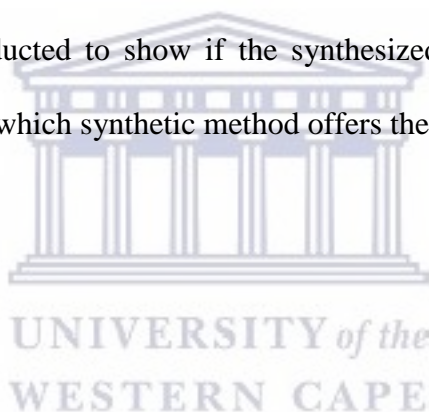 ducted to show if the synthesized
which synthetic method offers the
UNIVERSITY of the
WESTERN CAPE